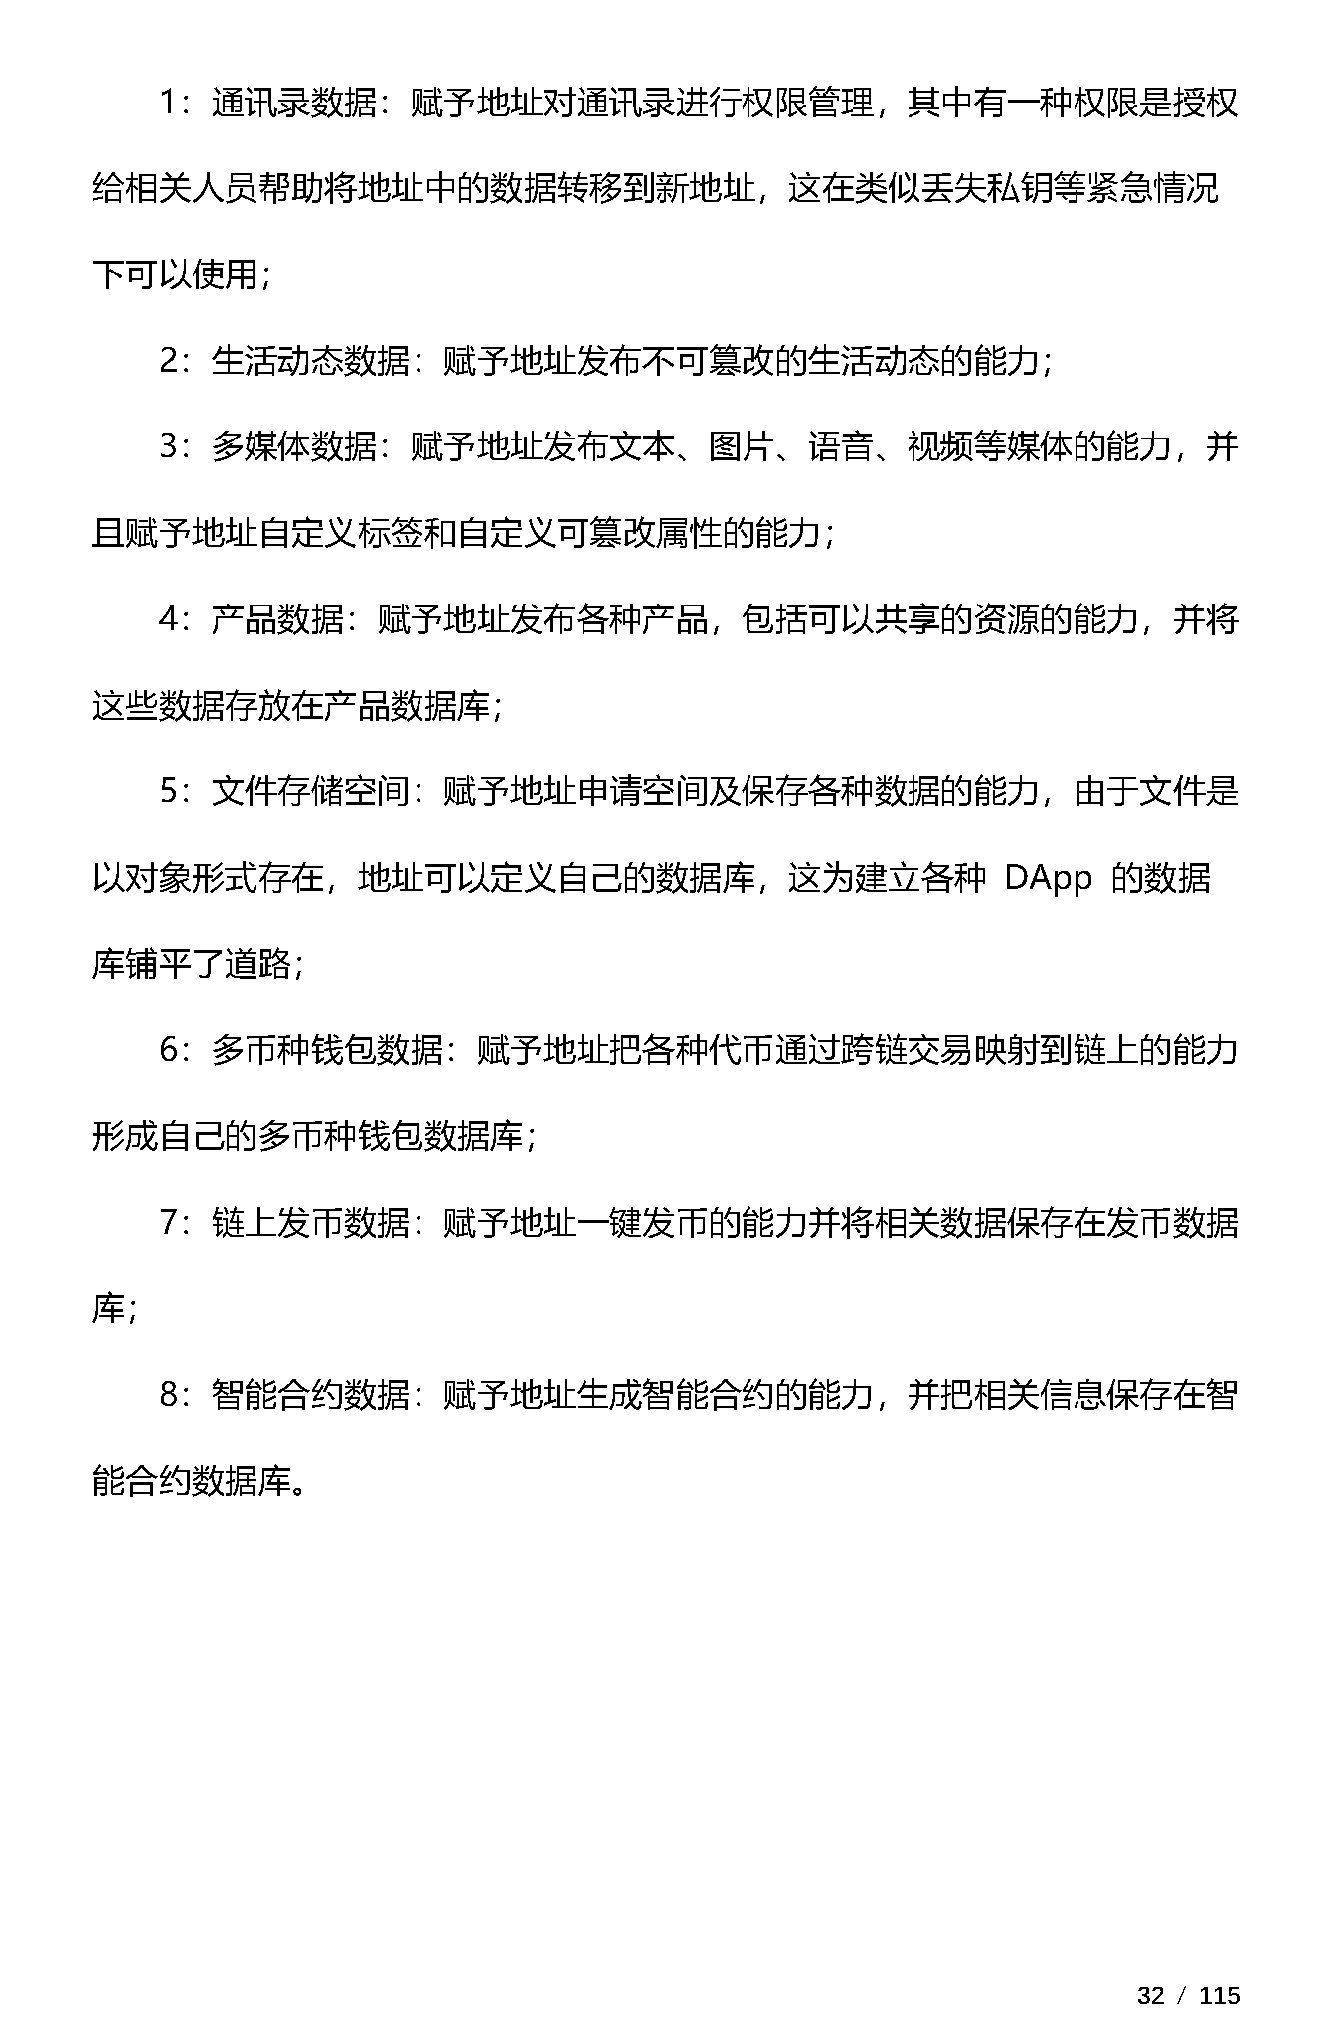 1：通讯录数据：赋予地址对通讯录进行权限管理，其中有一种权限是授权
给相关人员帮助将地址中的数据转移到新地址，这在类似丢失私钥等紧急情况
下可以使用；
2：生活动态数据：赋予地址发布不可篡改的生活动态的能力；
3：多媒体数据：赋予地址发布文本、图片、语音、视频等媒体的能力，并
且赋予地址自定义标签和自定义可篡改属性的能力；
4：产品数据：赋予地址发布各种产品，包括可以共享的资源的能力，并将
这些数据存放在产品数据库；
5：文件存储空间：赋予地址申请空间及保存各种数据的能力，由于文件是
以对象形式存在，地址可以定义自己的数据库，这为建立各种 DApp 的数据
库铺平了道路；
6：多币种钱包数据：赋予地址把各种代币通过跨链交易映射到链上的能力
形成自己的多币种钱包数据库；
7：链上发币数据：赋予地址一键发币的能力并将相关数据保存在发币数据
库；
8：智能合约数据：赋予地址生成智能合约的能力，并把相关信息保存在智
能合约数据库。
32 / 115